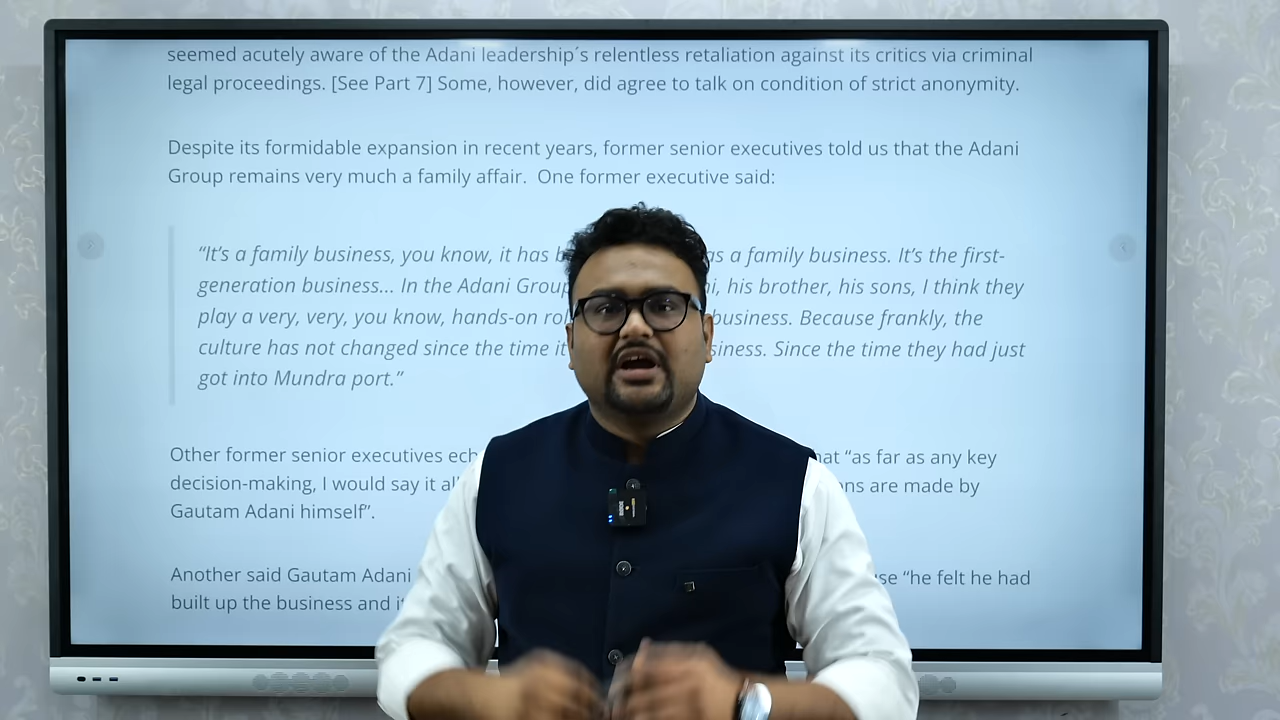 seemed acutely aware of the Adani leadership´s relentless retaliation against its critics via criminal
legal proceedings. [See Part 7] Some, however, did agree to talk on condition of strict anonymity.
Despite its formidable expansion in recent years, former senior executives told us that the Adani
Group remains very much a family affair. One former executive said:
“It’s a family business, you know, it has as a family business. It’s the first-
generation business... In the Adani Group his brother, his sons, I think they
play a very, very, you know, hands-on business. Because frankly, the
culture has not changed since the time Since the time they had just
got into Mundra port.”
Other former senior executives “as far as any key
decision-making, I would say it are made by
Gautam Adani himself”.
Another said Gautam Adani “he felt he had
built up the business and